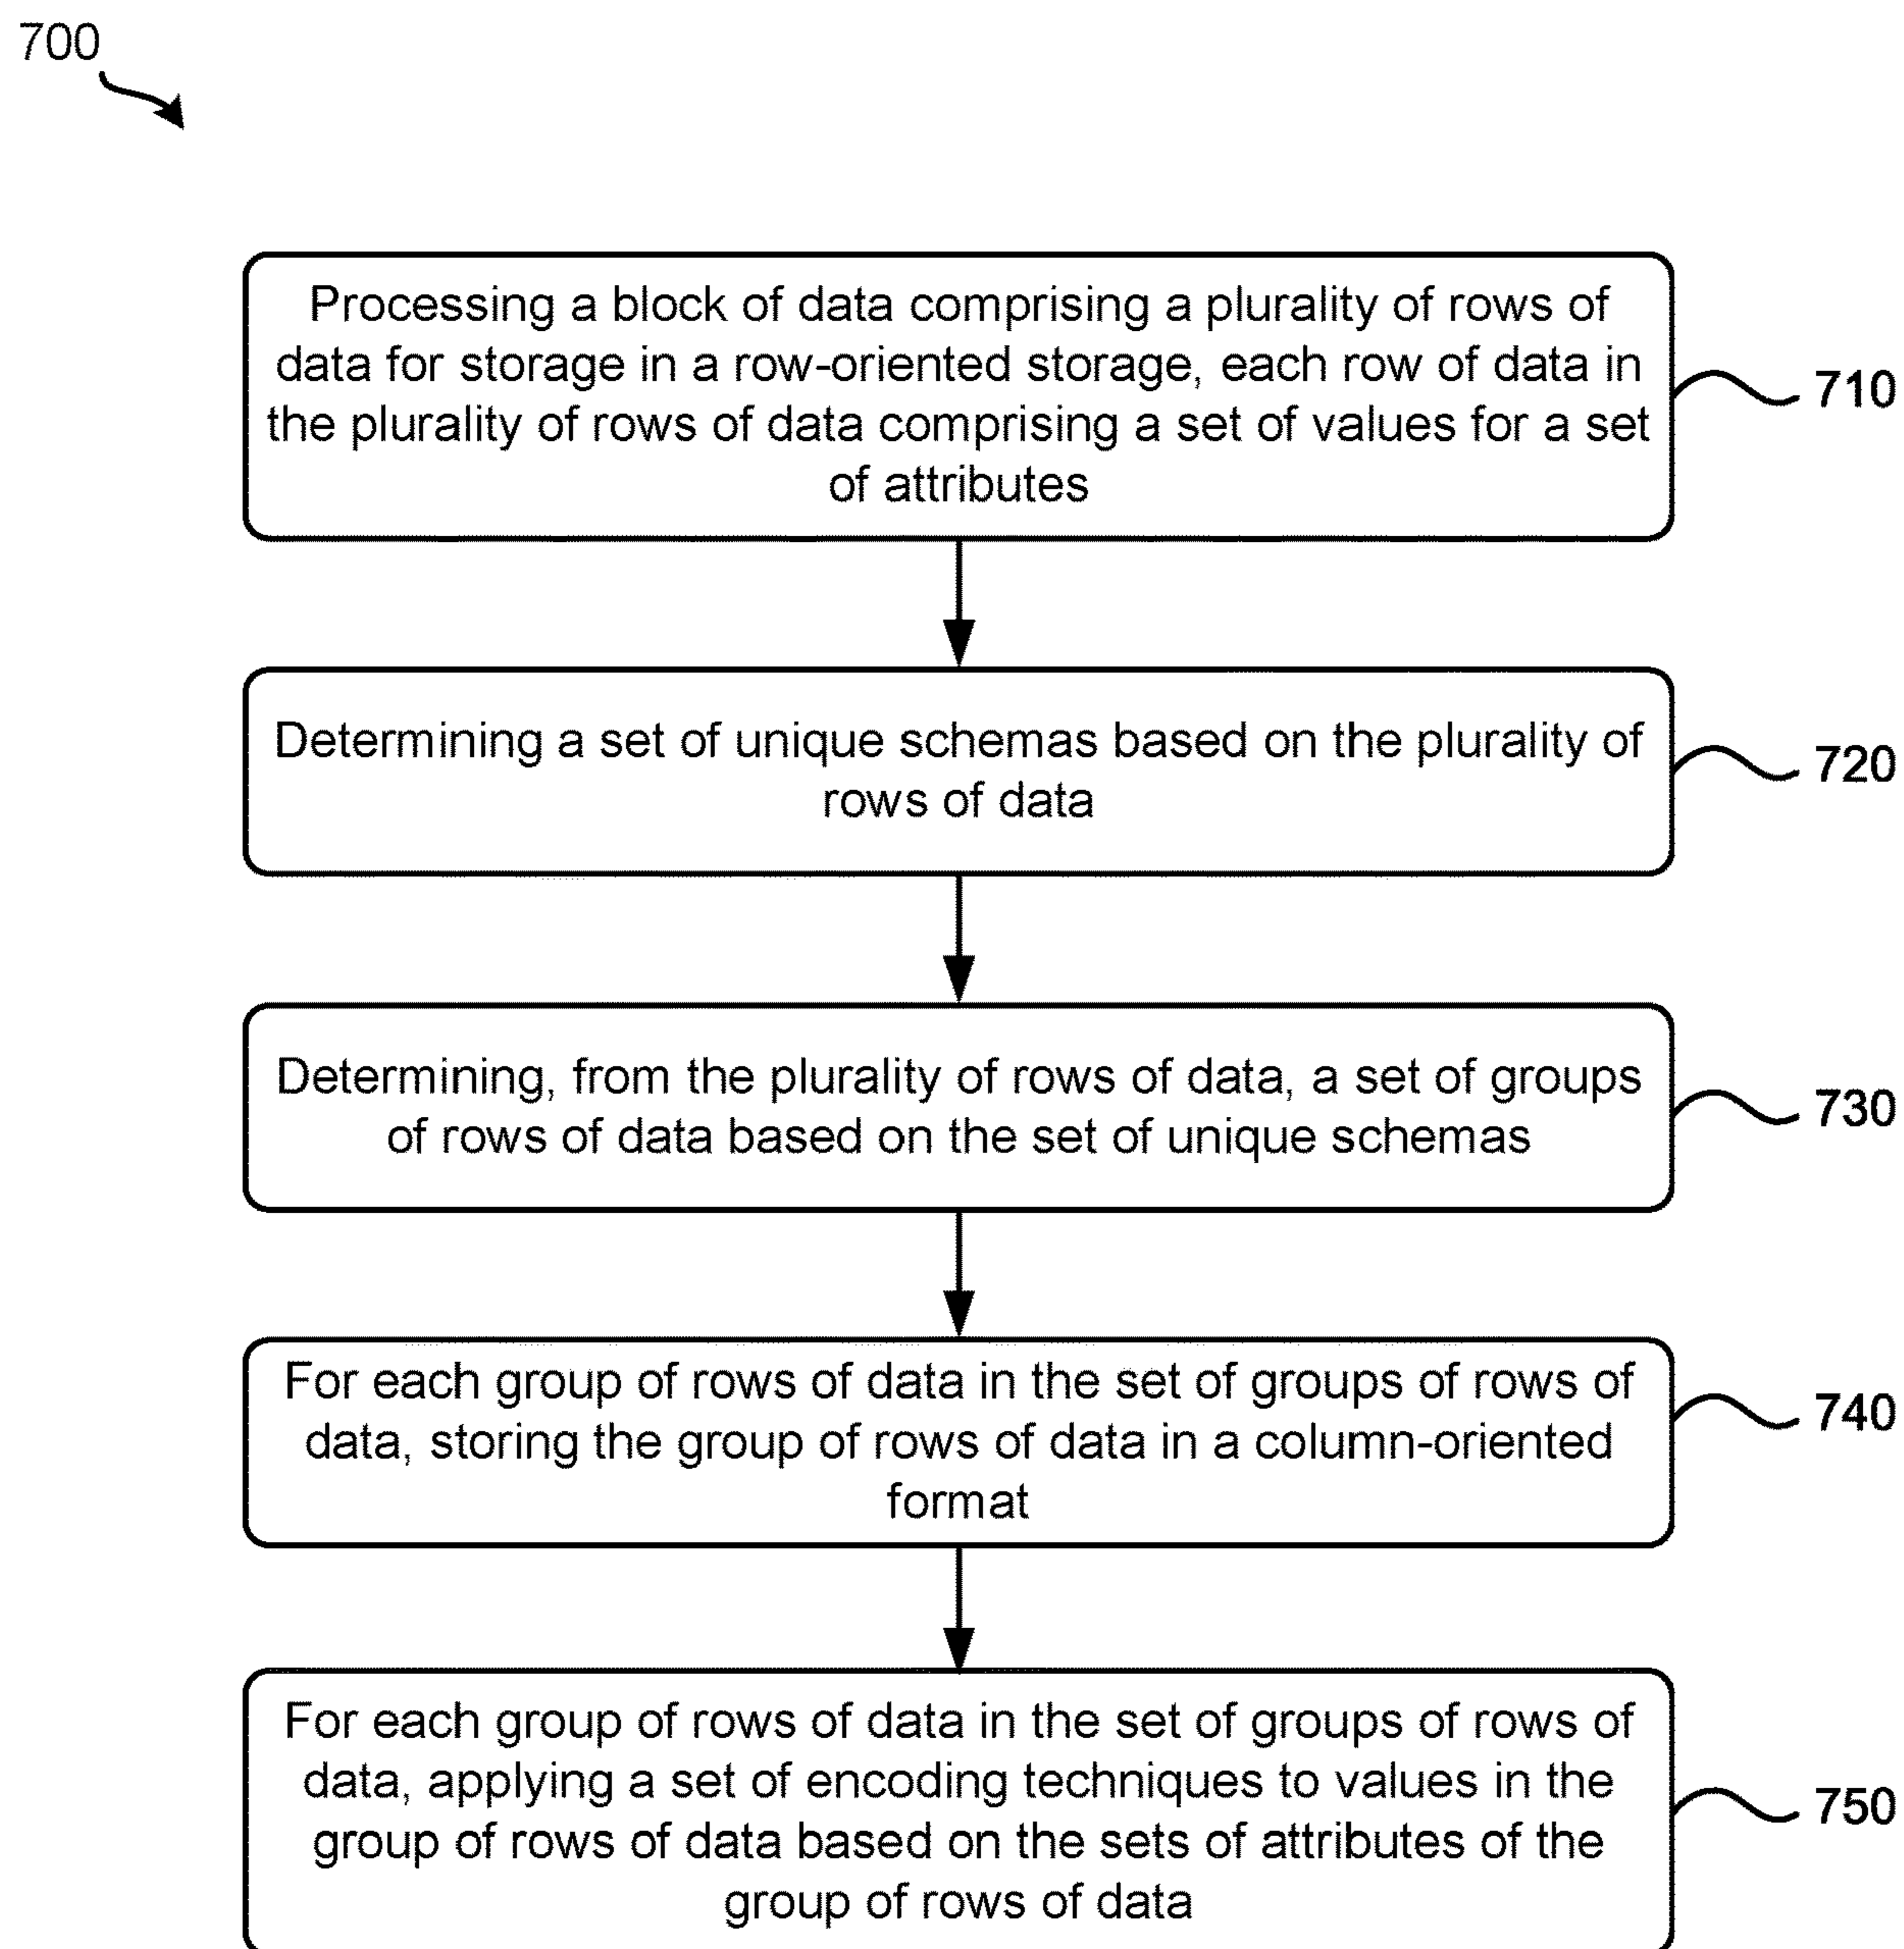 700
Processing a block of data comprising a plurality of rows of
data for storage in a row-oriented storage, each row of data in
the plurality of rows of data comprising a set of values for a set
of attributes
710
Determining a set of unique schemas based on the plurality of
rows of data
720
Determining, from the plurality of rows of data, a set of groups
of rows of data based on the set of unique schemas
730
For each group of rows of data in the set of groups of rows of
data, storing the group of rows of data in a column-oriented
format
740
For each group of rows of data in the set of groups of rows of
data, applying a set of encoding techniques to values in the
group of rows of data based on the sets of attributes of the
group of rows of data
750